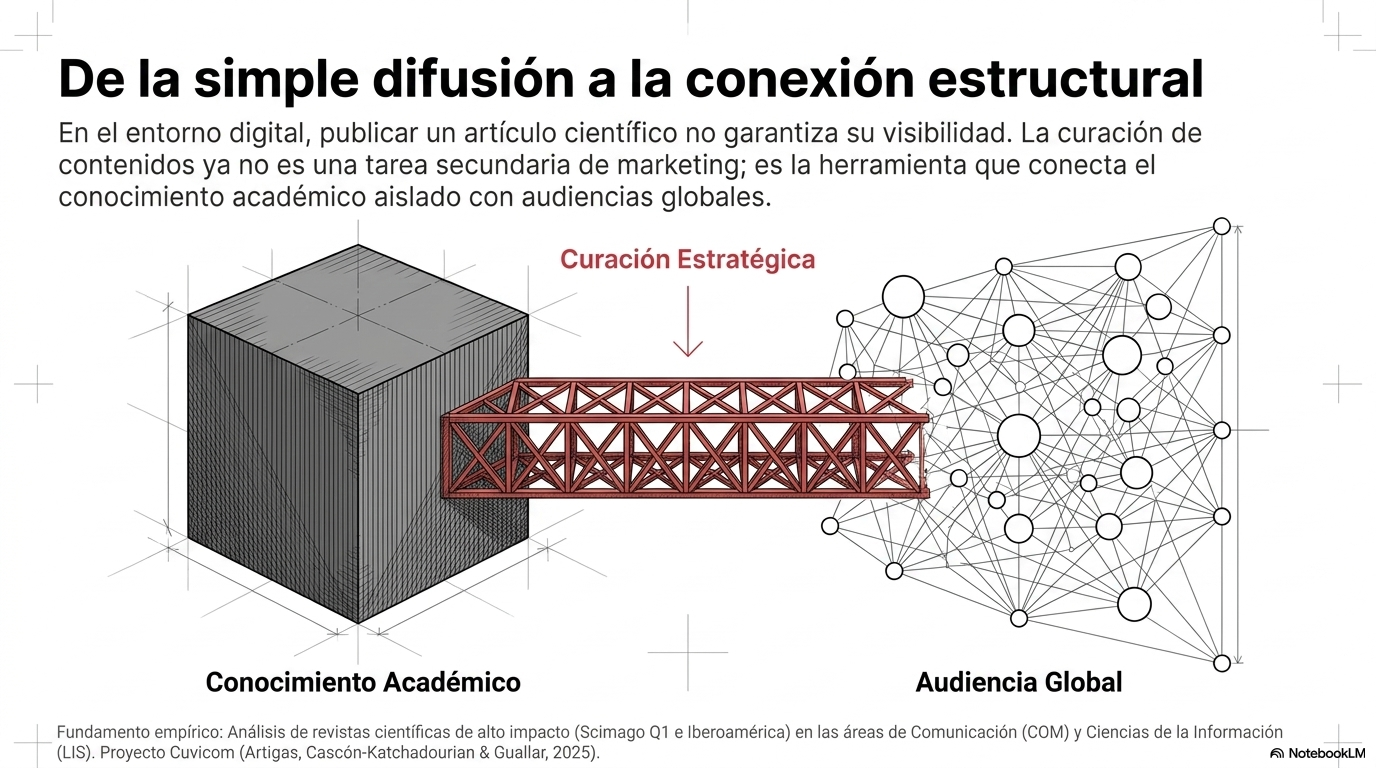 De la simple difusión a la conexión estructural
En el entorno digital, publicar un artículo científico no garantiza su visibilidad. La curación de
contenidos ya no es una tarea secundaria de marketing; es la herramienta que conecta el
conocimiento académico aislado con audiencias globales.
Curación Estratégica
Conocimiento Académico
Audiencia Global
Fundamento empírico: Análisis de revistas científicas de alto impacto (Scimago Q1 e Iberoamérica) en las áreas de Comunicación (COM) y Ciencias de la Información
(LIS). Proyecto Cuvicom (Artigas, Cascón-Katchadourian & Guallar, 2025).
NotebookLM